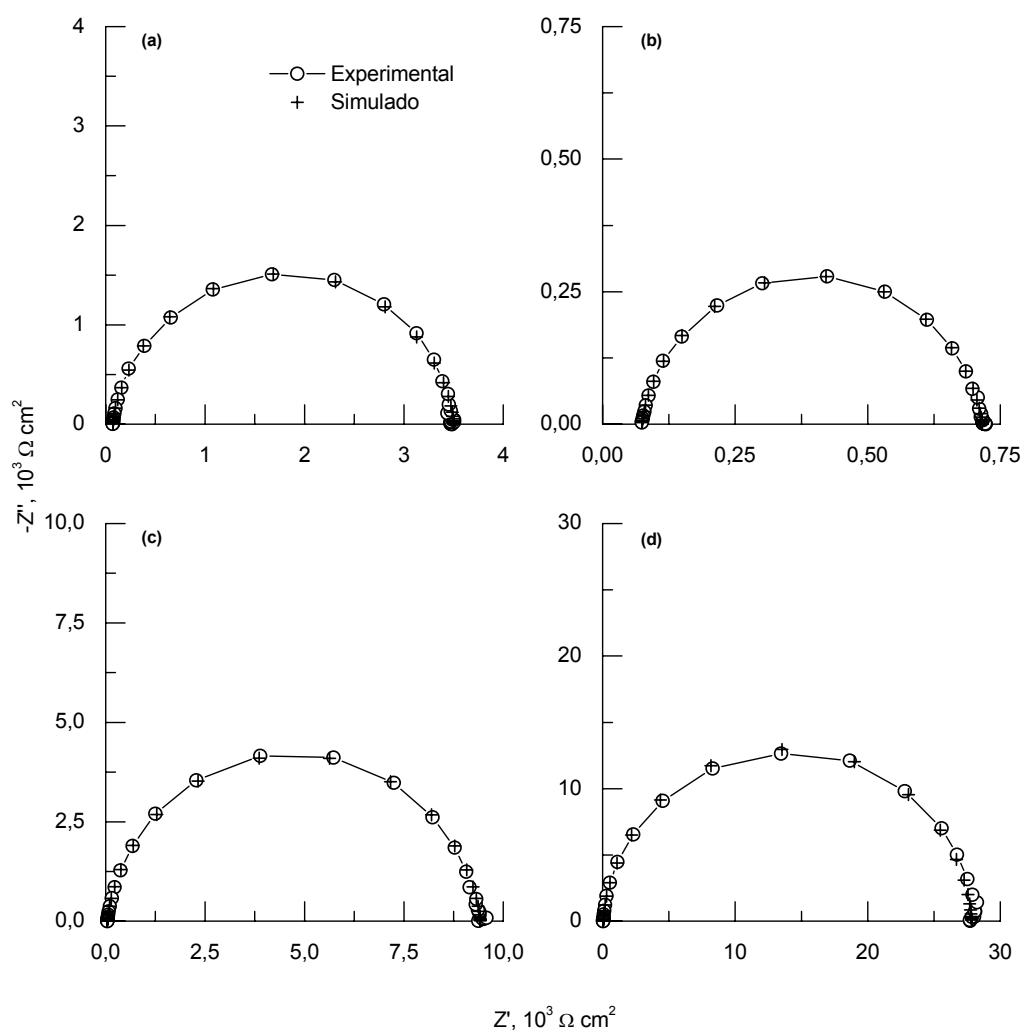 (a)
Experimental
Simulado
4
3
2
1
0
0 1 2 3 4
(b)
0,75
0,50
0,25
0,00
0,00 0,25 0,50 0,75
-Z", 10³ Ω cm²
(c)
10,0
7,5
5,0
2,5
0,0
0,0 2,5 5,0 7,5 10,0
(d)
30
20
10
0
0 10 20 30
Z', 10³ Ω cm²